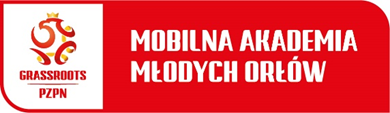 GRASSROOTS
PZPN
MOBILNA AKADEMIA
MŁODYCH ORŁÓW